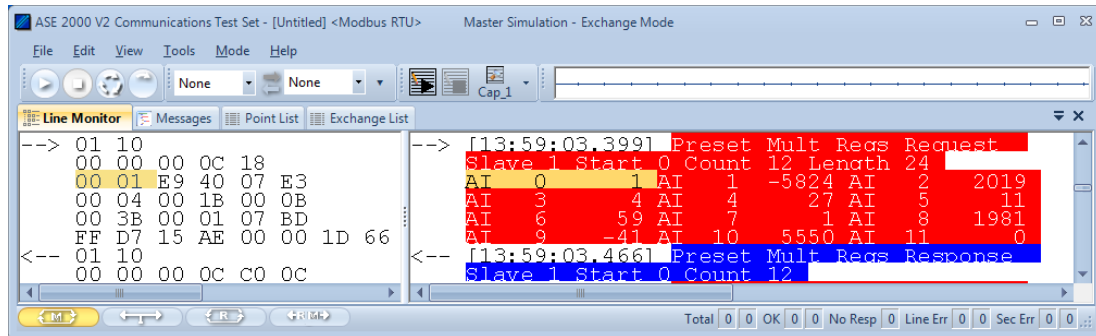 ASE 2000 V2 Communications Test Set - [Untitled] <Modbus RTU> Master Simulation - Exchange Mode
File Edit View Tools Mode Help
None None Cap_1
Line Monitor Messages Point List Exchange List
--> 01 10
00 00 00 0C 18
00 01 E9 40 07 E3
00 04 00 1B 00 0B
00 3B 00 01 07 BD
FF D7 15 AE 00 00 1D 66
<-- 01 10
00 00 00 0C C0 0C
--> [13:59:03.399] Preset Mult Regs Request
Slave 1 Start 0 Count 12 Length 24
AI 0 1 AI 1 -5824 AI 2 2019
AI 3 4 AI 4 27 AI 5 11
AI 6 59 AI 7 1 AI 8 1981
AI 9 -41 AI 10 5550 AI 11 0
<-- [13:59:03.466] Preset Mult Regs Response
Slave 1 Start 0 Count 12
M R
Total 0 0 OK 0 0 No Resp 0 Line Err 0 0 Sec Err 0 0